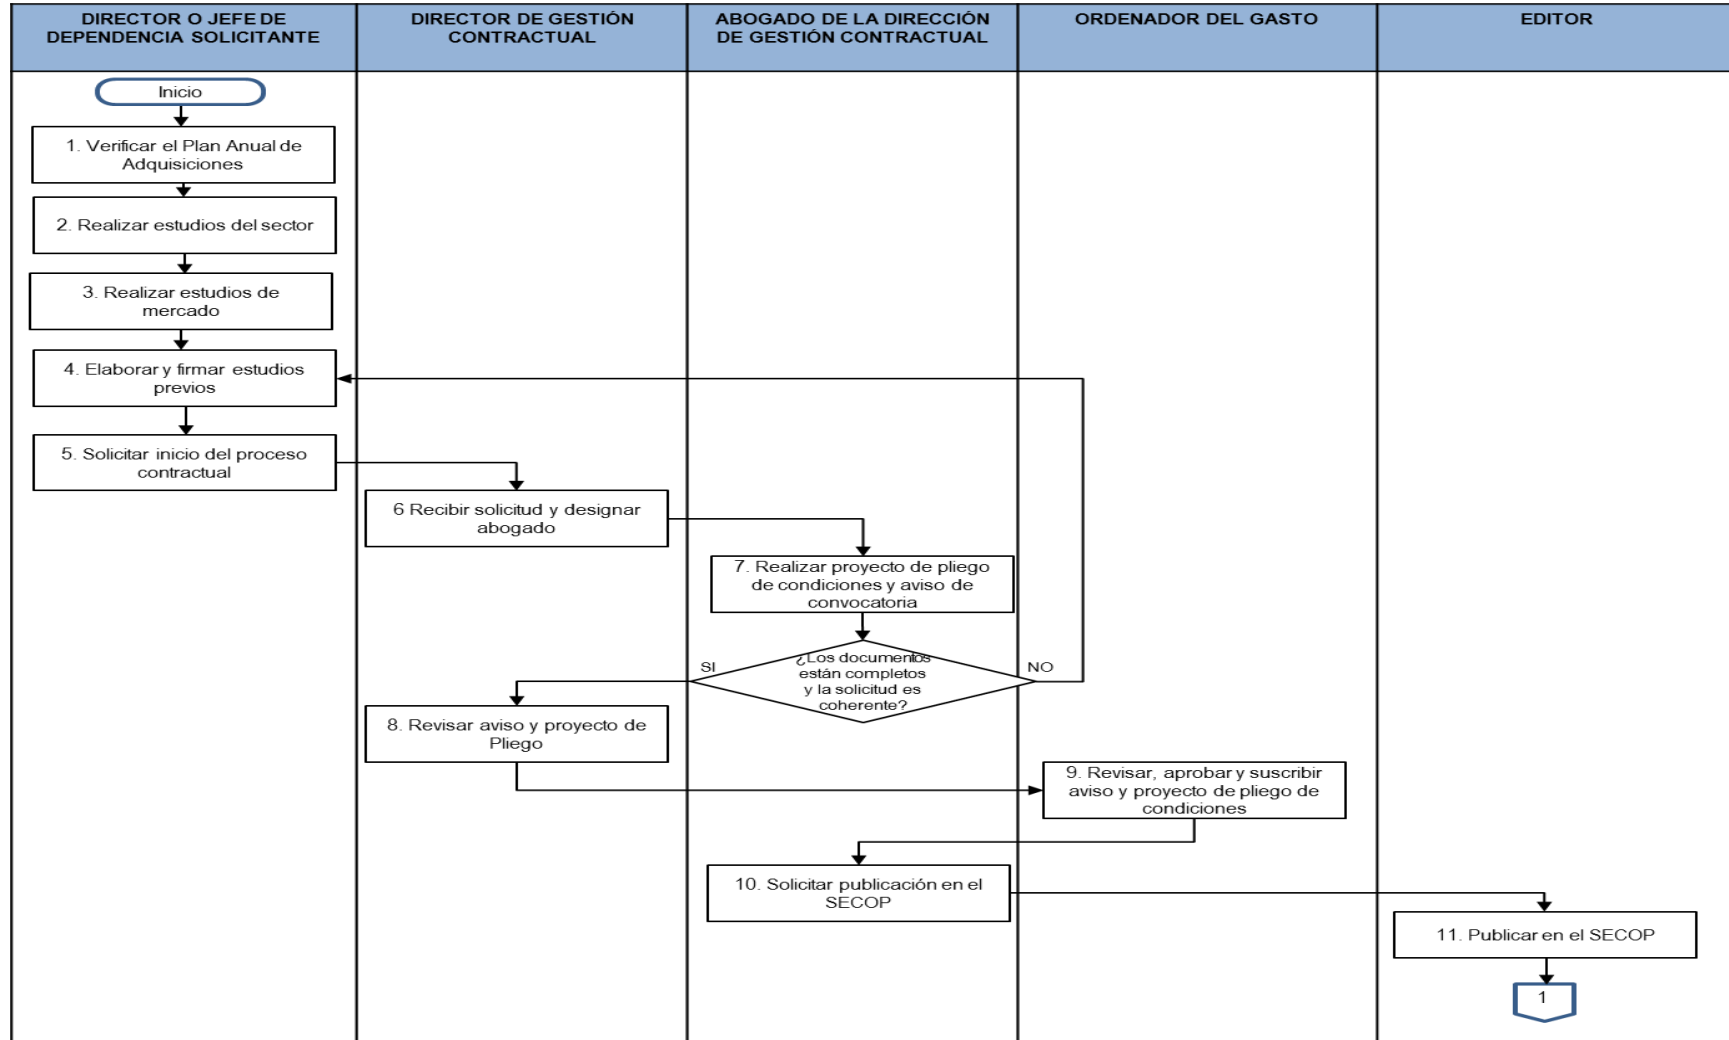 DIRECTOR O JEFE DE
DEPENDENCIA SOLICITANTE
DIRECTOR DE GESTIÓN
CONTRACTUAL
ABOGADO DE LA DIRECCIÓN
DE GESTIÓN CONTRACTUAL
ORDENADOR DEL GASTO
EDITOR
Inicio
1. Verificar el Plan Anual de
Adquisiciones
2. Realizar estudios del sector
3. Realizar estudios de
mercado
4. Elaborar y firmar estudios
previos
5. Solicitar inicio del proceso
contractual
6 Recibir solicitud y designar
abogado
7. Realizar proyecto de pliego
de condiciones y aviso de
convocatoria
SI
¿Los documentos
están completos
y la solicitud es
coherente?
NO
8. Revisar aviso y proyecto de
Pliego
9. Revisar, aprobar y suscribir
aviso y proyecto de pliego de
condiciones
10. Solicitar publicación en el
SECOP
11. Publicar en el SECOP
1